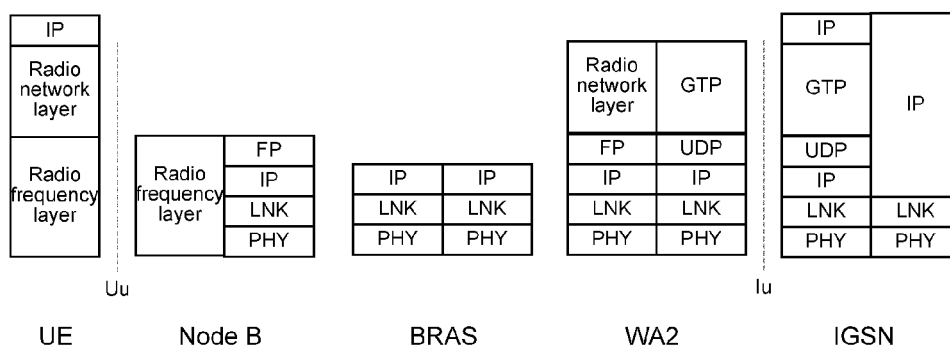 IP
Radio
network
layer
Radio
frequency
layer
Uu
UE
Radio
frequency
layer
FP
IP
LNK
PHY
Node B
IP
IP
LNK
LNK
PHY
PHY
BRAS
Radio
network
layer
GTP
FP
UDP
IP
IP
LNK
LNK
PHY
PHY
WA2
Iu
IP
GTP
IP
UDP
IP
LNK
LNK
PHY
PHY
IGSN